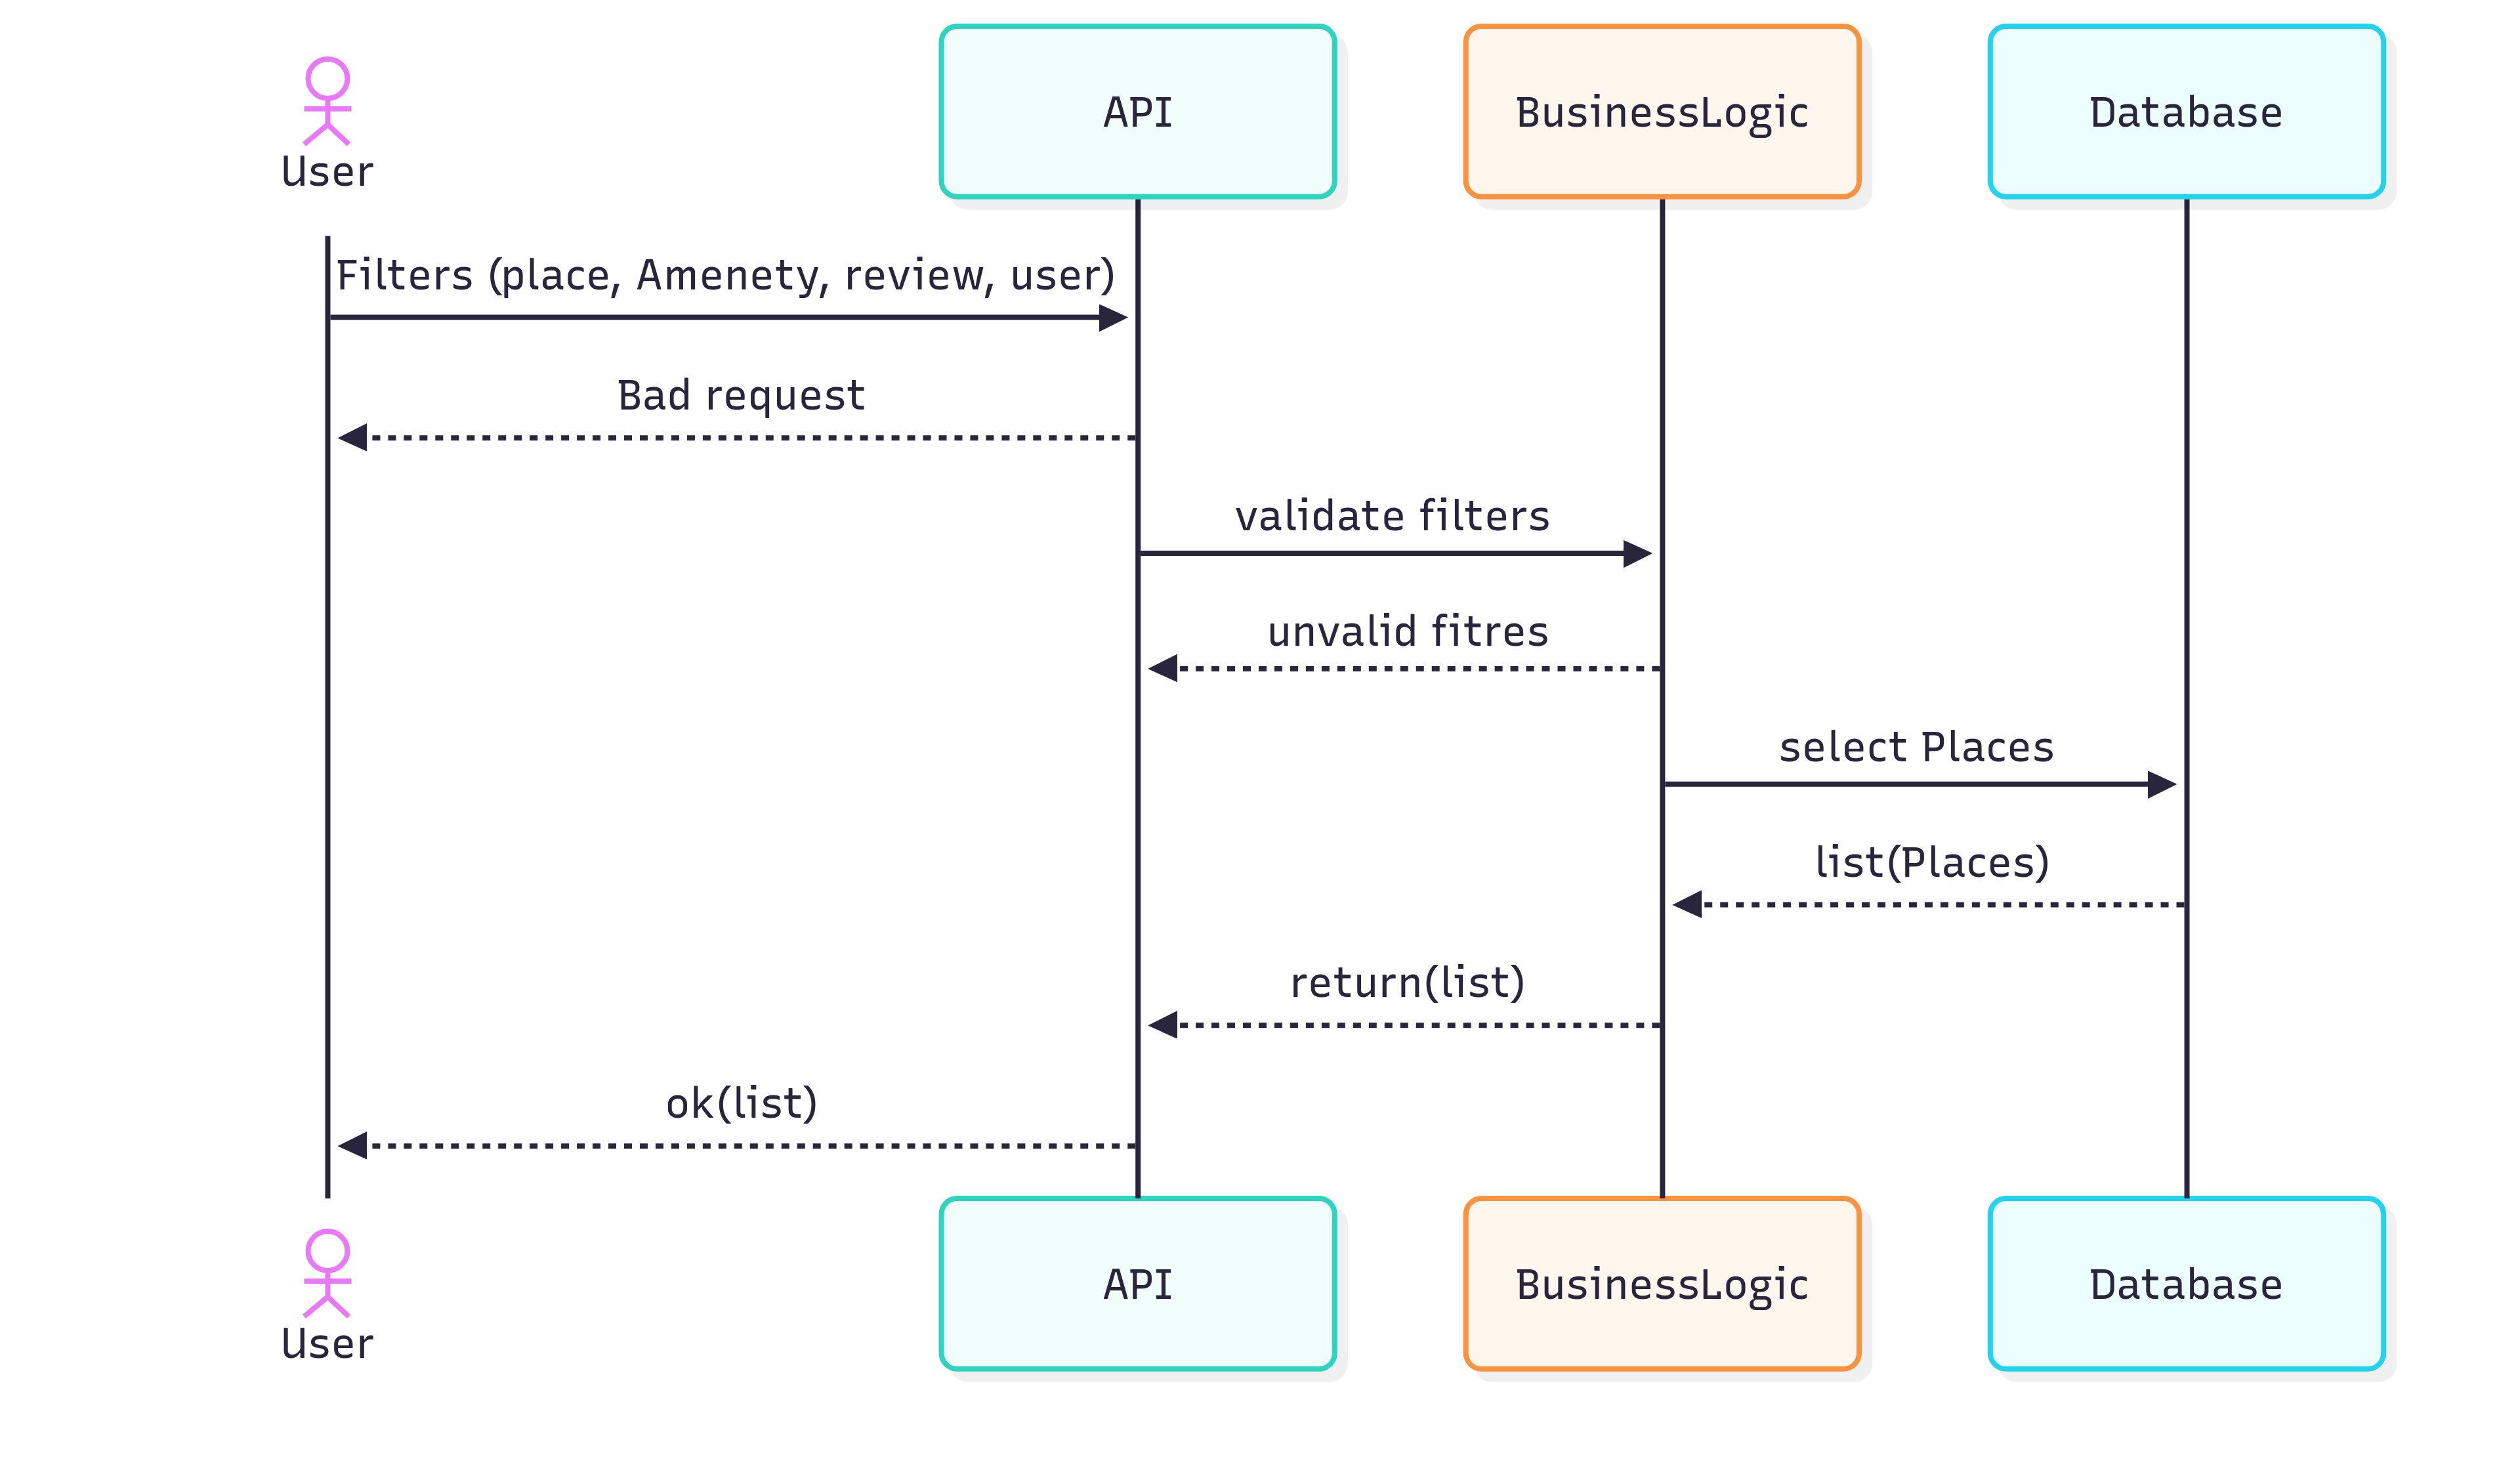 User
API
BusinessLogic
Database
Filters (place, Amenety, review, user)
Bad request
validate filters
unvalid fitres
select Places
list(Places)
return(list)
ok(list)
User
API
BusinessLogic
Database